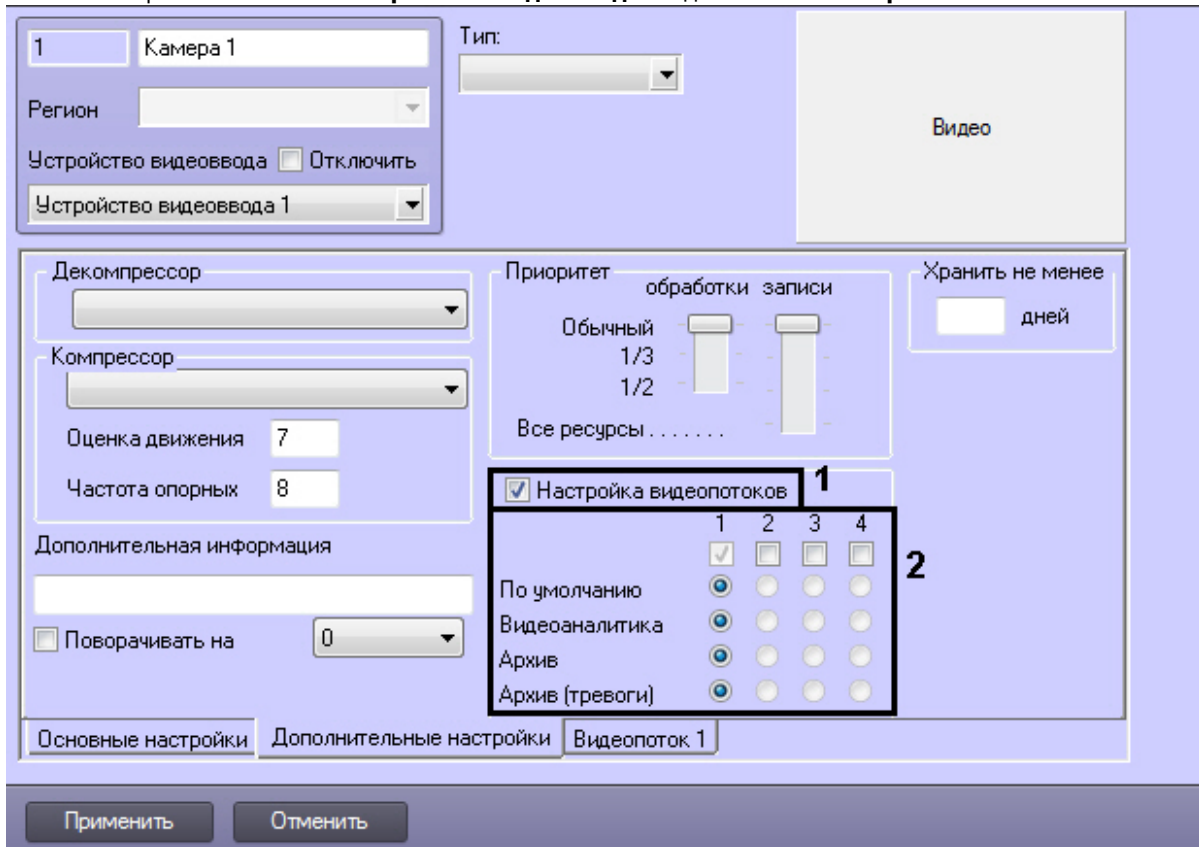 1
Камера 1
Тип:
Регион
Устройство видеоввода Отключить
Устройство видеоввода 1
Видео
Декомпрессор
Компрессор
Оценка движения 7
Частота опорных 8
Дополнительная информация
Поворачивать на 0
Приоритет
обработки записи
Обычный
1/3
1/2
Все ресурсы.......
Хранить не менее
дней
Настройка видеопотоков 1
1 2 3 4
2
По умолчанию
Видеоаналитика
Архив
Архив (тревоги)
Основные настройки Дополнительные настройки Видеопоток 1
Применить Отменить